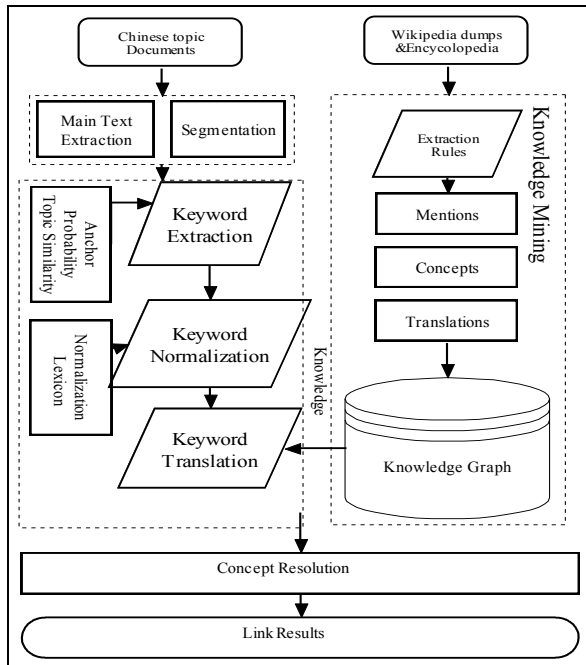 Chinese topic
Documents
Wikipedia dumps
&Encycolopedia
Main Text
Extraction
Segmentation
Extraction
Rules
Knowledge Mining
Mentions
Concepts
Translations
Knowledge Graph
Anchor
Probability
Topic Similarity
Keyword
Extraction
Normalization
Lexicon
Keyword
Normalization
Knowledge
Keyword
Translation
Concept Resolution
Link Results